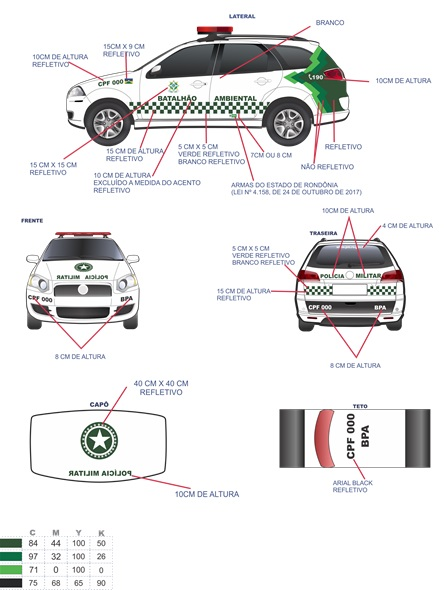 LATERAL
BRANCO
15CM X 9 CM
REFLETIVO
10CM DE ALTURA
REFLETIVO
CPF 000
190
10CM DE ALTURA
BATALHÃO AMBIENTAL
REFLETIVO
15 CM X 15 CM
REFLETIVO
15 CM DE ALTURA
REFLETIVO
5 CM X 5 CM
VERDE REFLETIVO
BRANCO REFLETIVO
7CM OU 8 CM
NÃO REFLETIVO
10 CM DE ALTURA
EXCLUÍDO A MEDIDA DO ACENTO
REFLETIVO
ARMAS DO ESTADO DE RONDÔNIA
(LEI Nº 4.158, DE 24 DE OUTUBRO DE 2017)
FRENTE
POLÍCIA MILITAR
CPF 000
BPA
8 CM DE ALTURA
10CM DE ALTURA
4 CM DE ALTURA
TRASEIRA
5 CM X 5 CM
VERDE REFLETIVO
BRANCO REFLETIVO
POLÍCIA MILITAR
15 CM DE ALTURA
REFLETIVO
CPF 000
BPA
8 CM DE ALTURA
40 CM X 40 CM
REFLETIVO
CAPÔ
POLÍCIA MILITAR
10CM DE ALTURA
TETO
CPF 000
BPA
ARIAL BLACK
REFLETIVO
C M Y K
84 44 100 50
97 32 100 26
71 0 100 0
75 68 65 90